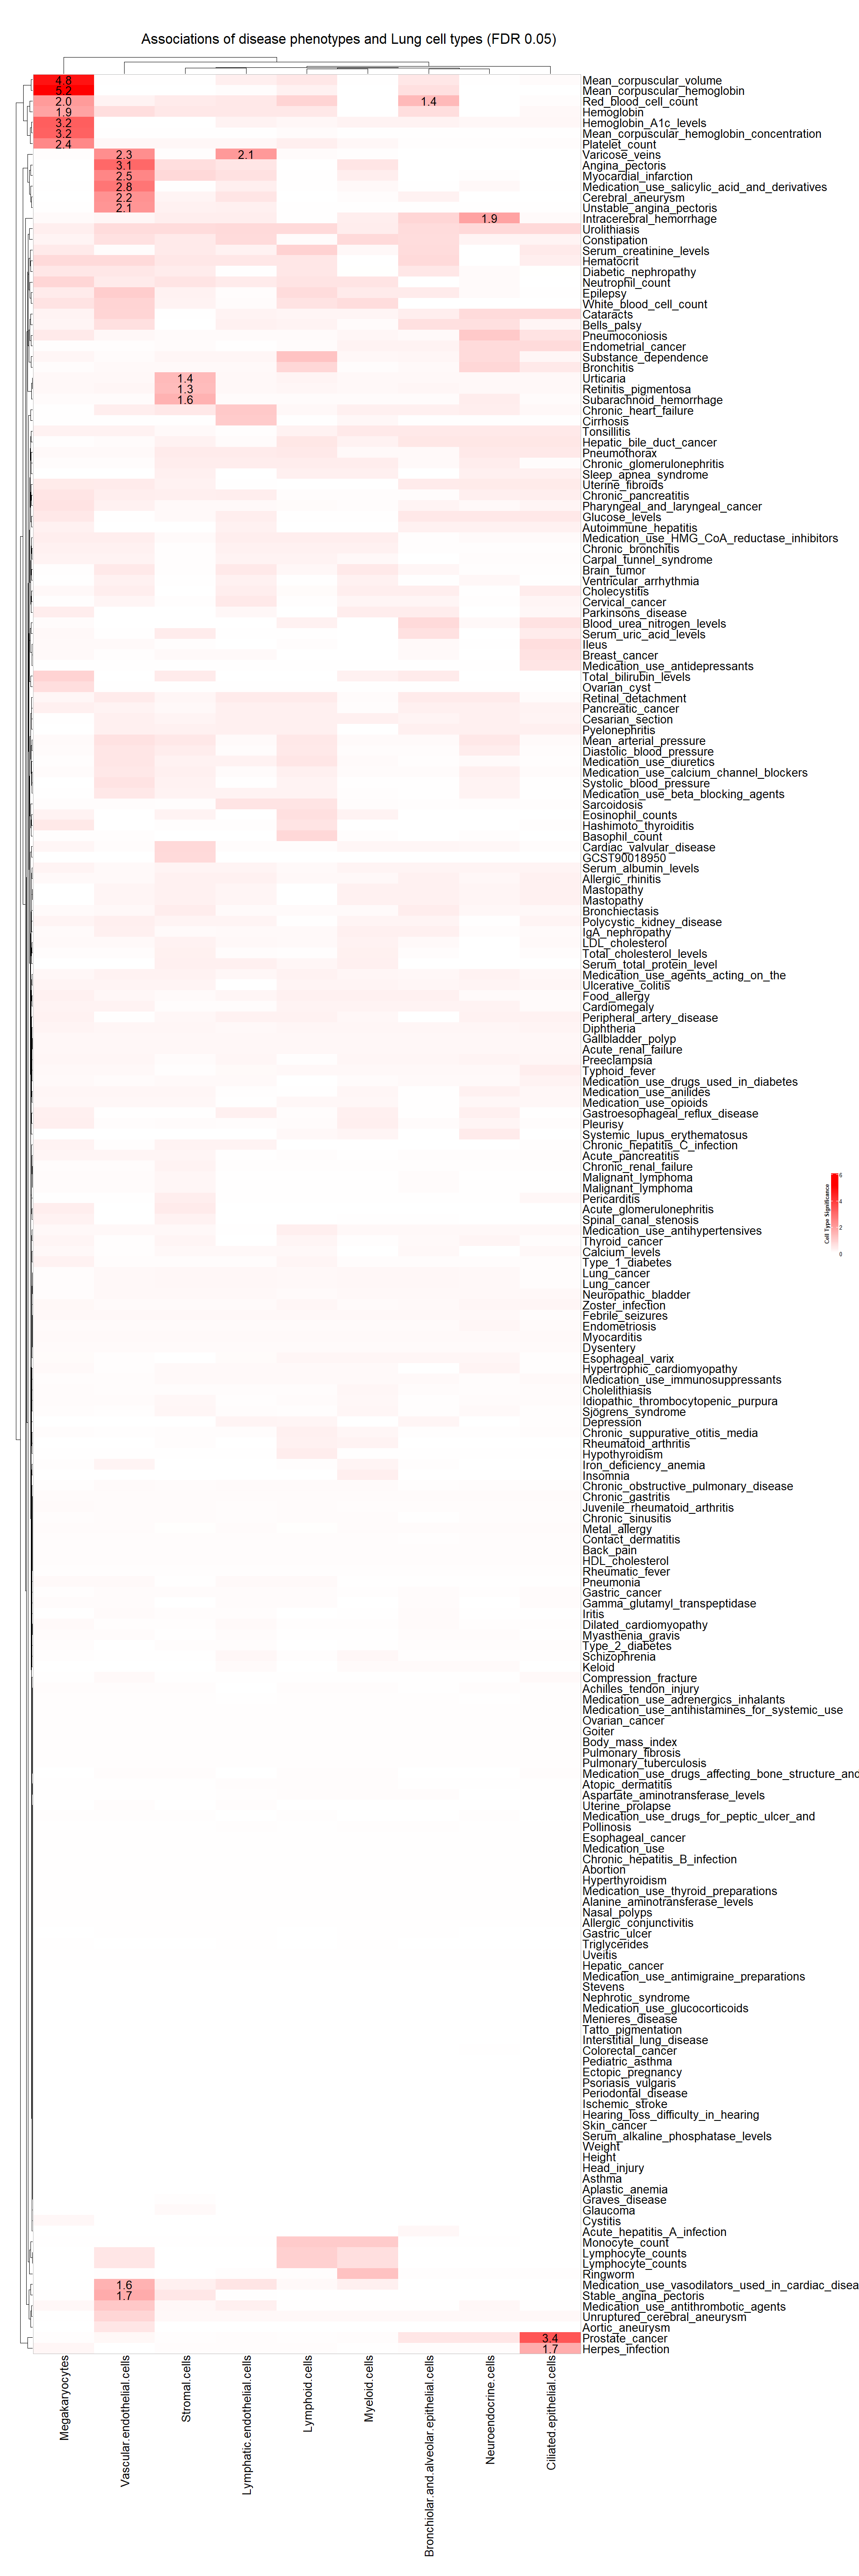 Associations of disease phenotypes and Lung cell types (FDR 0.05)
4.8 Mean_corpuscular_volume
5.2 Mean_corpuscular_hemoglobin
2.0 1.4 Red_blood_cell_count
1.9 Hemoglobin
3.2 Hemoglobin_A1c_levels
3.2 Mean_corpuscular_hemoglobin_concentration
2.4 Platelet_count
2.3 2.1 Varicose_veins
3.1 Angina_pectoris
2.5 Myocardial_infarction
2.8 Medication_use_salicylic_acid_and_derivatives
2.2 Cerebral_aneurysm
2.1 Unstable_angina_pectoris
1.9 Intracerebral_hemorrhage
Urolithiasis
Constipation
Serum_creatinine_levels
Hematocrit
Diabetic_nephropathy
Neutrophil_count
Epilepsy
White_blood_cell_count
Cataracts
Bells_palsy
Pneumoconiosis
Endometrial_cancer
Substance_dependence
Bronchitis
1.4 Urticaria
1.3 Retinitis_pigmentosa
1.6 Subarachnoid_hemorrhage
Chronic_heart_failure
Cirrhosis
Tonsillitis
Hepatic_bile_duct_cancer
Pneumothorax
Chronic_glomerulonephritis
Sleep_apnea_syndrome
Uterine_fibroids
Chronic_pancreatitis
Pharyngeal_and_laryngeal_cancer
Glucose_levels
Autoimmune_hepatitis
Medication_use_HMG_CoA_reductase_inhibitors
Chronic_bronchitis
Carpal_tunnel_syndrome
Brain_tumor
Ventricular_arrhythmia
Cholecystitis
Cervical_cancer
Parkinsons_disease
Blood_urea_nitrogen_levels
Serum_uric_acid_levels
Ileus
Breast_cancer
Medication_use_antidepressants
Total_bilirubin_levels
Ovarian_cyst
Retinal_detachment
Pancreatic_cancer
Cesarian_section
Pyelonephritis
Mean_arterial_pressure
Diastolic_blood_pressure
Medication_use_diuretics
Medication_use_calcium_channel_blockers
Systolic_blood_pressure
Medication_use_beta_blocking_agents
Sarcoidosis
Eosinophil_counts
Hashimoto_thyroiditis
Basophil_count
Cardiac_valvular_disease
GCST90018950
Serum_albumin_levels
Allergic_rhinitis
Mastopathy
Mastopathy
Bronchiectasis
Polycystic_kidney_disease
IgA_nephropathy
LDL_cholesterol
Total_cholesterol_levels
Serum_total_protein_level
Medication_use_agents_acting_on_the
Ulcerative_colitis
Food_allergy
Cardiomegaly
Peripheral_artery_disease
Diphtheria
Gallbladder_polyp
Acute_renal_failure
Preeclampsia
Typhoid_fever
Medication_use_drugs_used_in_diabetes
Medication_use_anilides
Medication_use_opioids
Gastroesophageal_reflux_disease
Pleurisy
Systemic_lupus_erythematosus
Chronic_hepatitis_C_infection
Acute_pancreatitis
Chronic_renal_failure
Malignant_lymphoma
Malignant_lymphoma
Pericarditis
Acute_glomerulonephritis
Spinal_canal_stenosis
Medication_use_antihypertensives
Thyroid_cancer
Calcium_levels
Type_1_diabetes
Lung_cancer
Lung_cancer
Neuropathic_bladder
Zoster_infection
Febrile_seizures
Endometriosis
Myocarditis
Dysentery
Esophageal_varix
Hypertrophic_cardiomyopathy
Medication_use_immunosuppressants
Cholelithiasis
Idiopathic_thrombocytopenic_purpura
Sjögrens_syndrome
Depression
Chronic_suppurative_otitis_media
Rheumatoid_arthritis
Hypothyroidism
Iron_deficiency_anemia
Insomnia
Chronic_obstructive_pulmonary_disease
Chronic_gastritis
Juvenile_rheumatoid_arthritis
Chronic_sinusitis
Metal_allergy
Contact_dermatitis
Back_pain
HDL_cholesterol
Rheumatic_fever
Pneumonia
Gastric_cancer
Gamma_glutamyl_transpeptidase
Iritis
Dilated_cardiomyopathy
Myasthenia_gravis
Type_2_diabetes
Schizophrenia
Keloid
Compression_fracture
Achilles_tendon_injury
Medication_use_adrenergics_inhalants
Medication_use_antihistamines_for_systemic_use
Ovarian_cancer
Goiter
Body_mass_index
Pulmonary_fibrosis
Pulmonary_tuberculosis
Medication_use_drugs_affecting_bone_structure_and
Atopic_dermatitis
Aspartate_aminotransferase_levels
Uterine_prolapse
Medication_use_drugs_for_peptic_ulcer_and
Pollinosis
Esophageal_cancer
Medication_use
Chronic_hepatitis_B_infection
Abortion
Hyperthyroidism
Medication_use_thyroid_preparations
Alanine_aminotransferase_levels
Nasal_polyps
Allergic_conjunctivitis
Gastric_ulcer
Triglycerides
Uveitis
Hepatic_cancer
Medication_use_antimigraine_preparations
Stevens
Nephrotic_syndrome
Medication_use_glucocorticoids
Menieres_disease
Tatto_pigmentation
Interstitial_lung_disease
Colorectal_cancer
Pediatric_asthma
Ectopic_pregnancy
Psoriasis_vulgaris
Periodontal_disease
Ischemic_stroke
Hearing_loss_difficulty_in_hearing
Skin_cancer
Serum_alkaline_phosphatase_levels
Weight
Height
Head_injury
Asthma
Aplastic_anemia
Graves_disease
Glaucoma
Cystitis
Acute_hepatitis_A_infection
Monocyte_count
Lymphocyte_counts
Lymphocyte_counts
Ringworm
1.6 Medication_use_vasodilators_used_in_cardiac_disea
1.7 Stable_angina_pectoris
Medication_use_antithrombotic_agents
Unruptured_cerebral_aneurysm
Aortic_aneurysm
3.4 Prostate_cancer
1.7 Herpes_infection
Megakaryocytes
Vascular.endothelial.cells
Stromal.cells
Lymphatic.endothelial.cells
Lymphoid.cells
Myeloid.cells
Bronchiolar.and.alveolar.epithelial.cells
Neuroendocrine.cells
Ciliated.epithelial.cells
Cell Type Significance
6
4
2
0